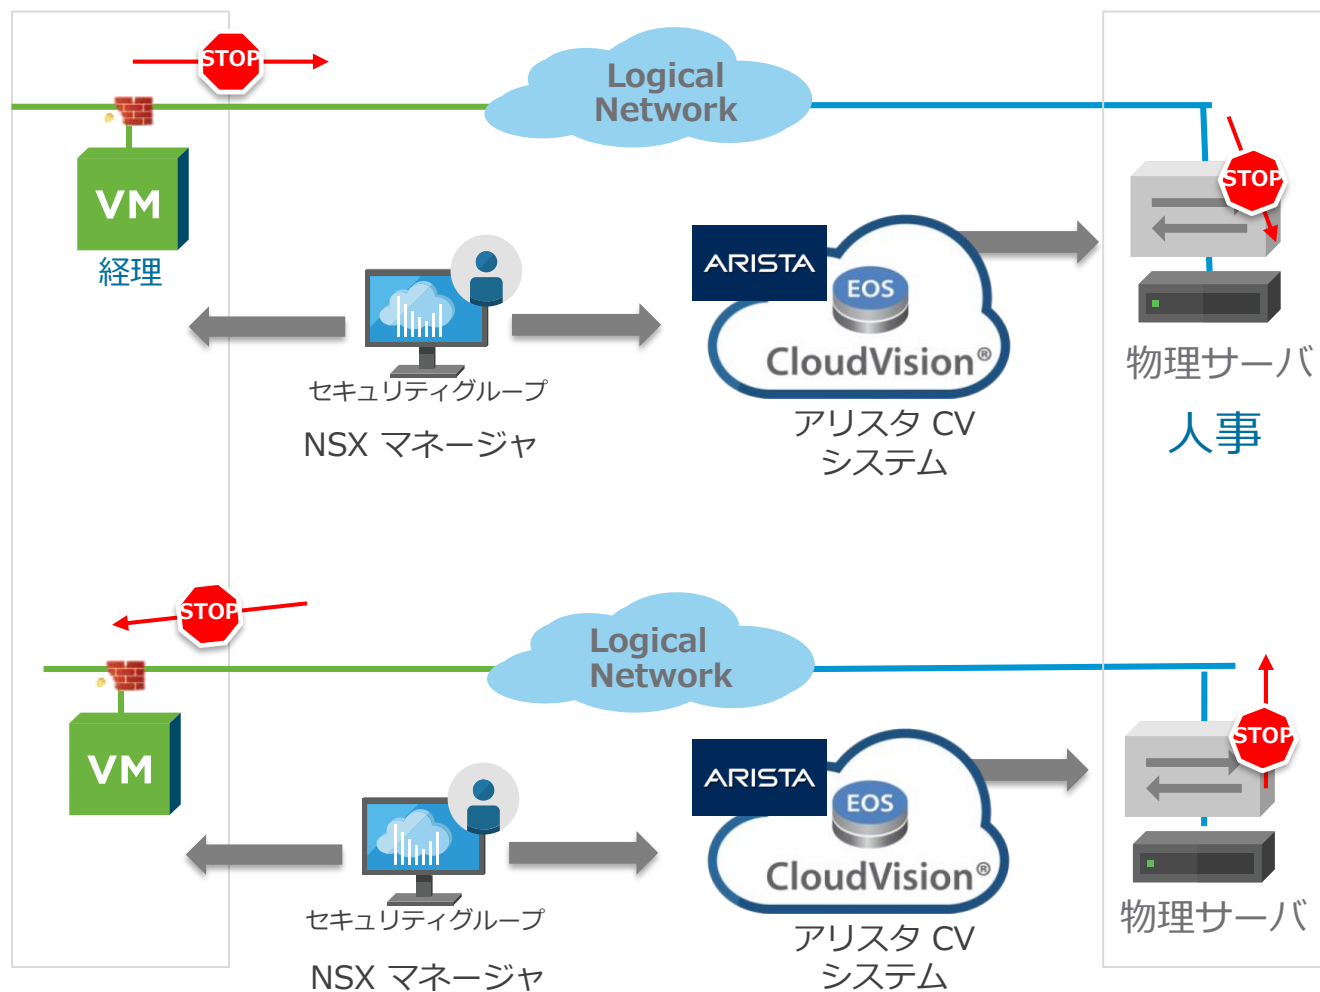 STOP
Logical
Network
STOP
VM
経理
ARISTA
EOS
CloudVision®
セキュリティグループ
NSX マネージャ
アリスタ CV
システム
物理サーバ
人事
STOP
Logical
Network
STOP
VM
ARISTA
EOS
CloudVision®
セキュリティグループ
NSX マネージャ
アリスタ CV
システム
物理サーバ